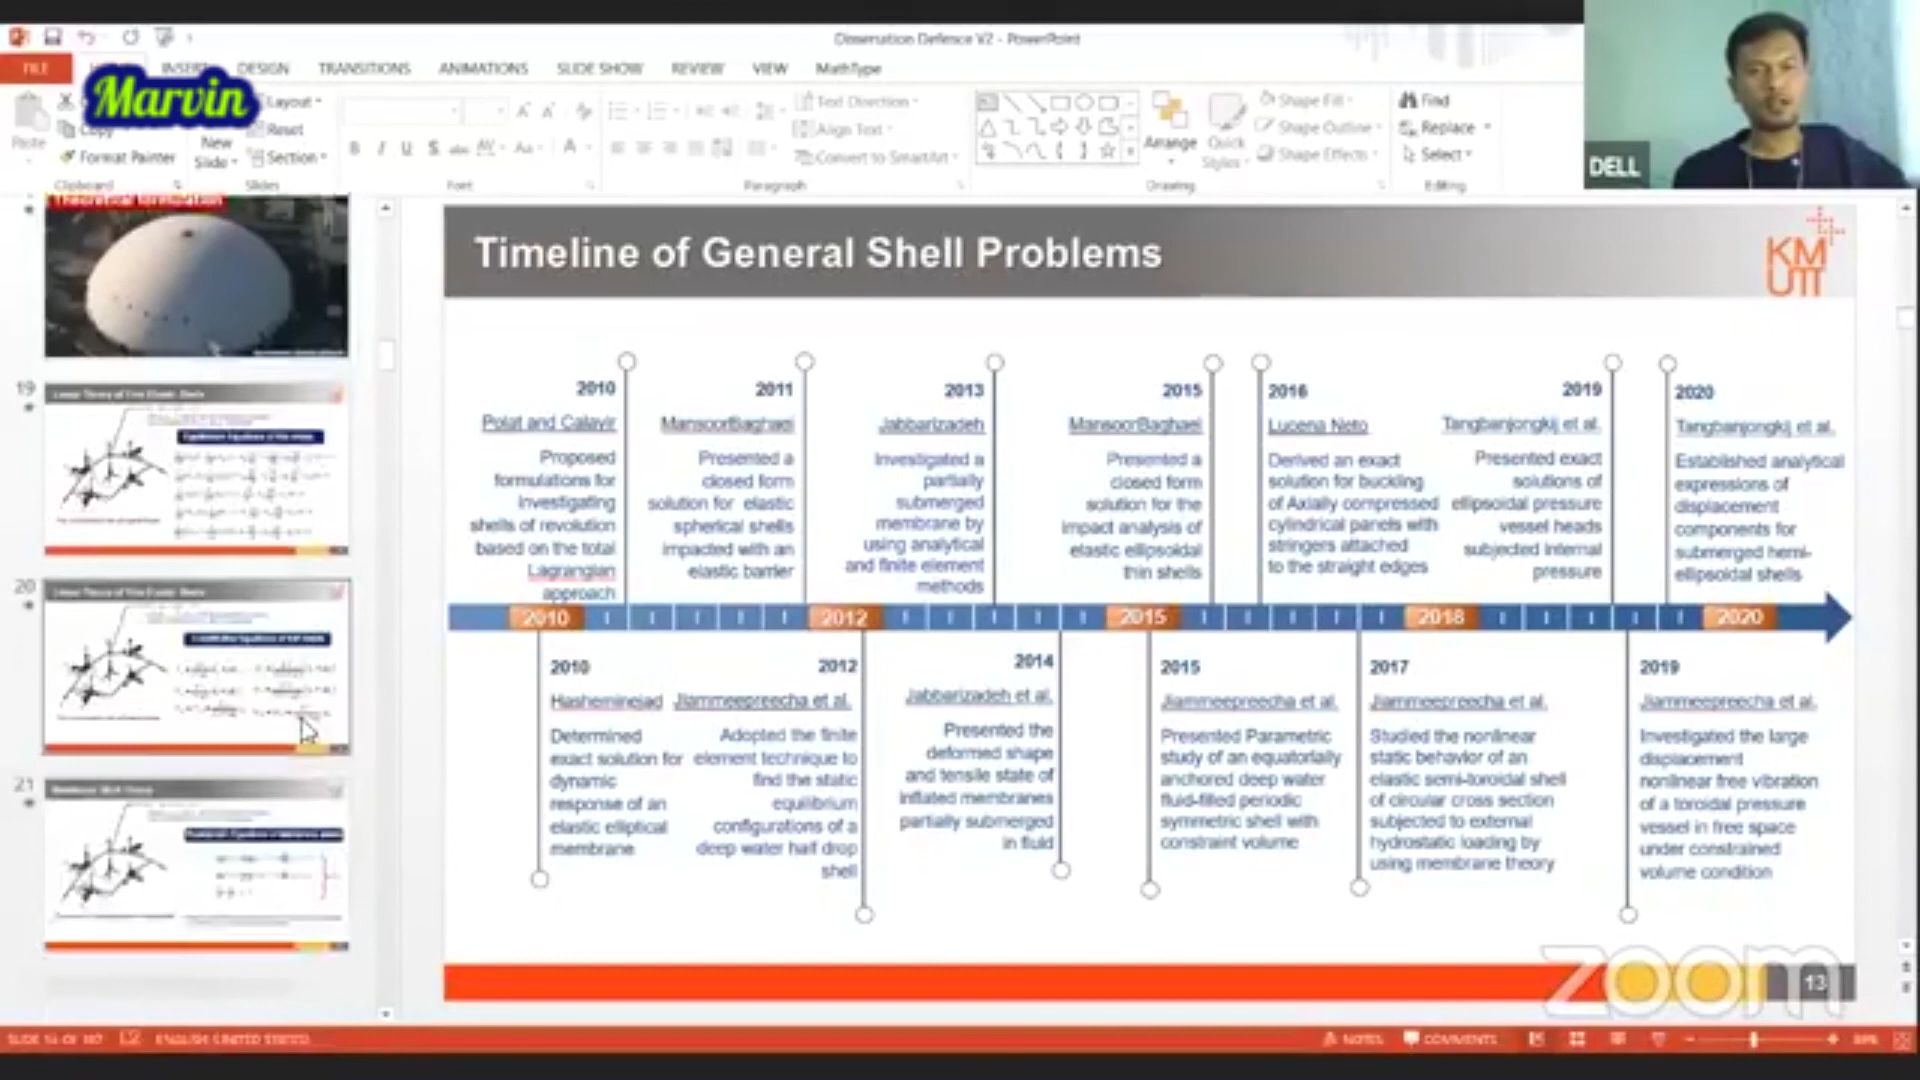 Dissertation Defence V2 - PowerPoint
FILE
INSERT
DESIGN
TRANSITIONS
ANIMATIONS
SLIDE SHOW
REVIEW
VIEW
MathType
Marvin
Paste
Copy
Format Painter
Clipboard
New
Slide
Layout
Reset
Section
Slides
Font
Text Direction
Align Text
Convert to SmartArt
Paragraph
Arrange
Quick
Styles
Shape Fill
Shape Outline
Shape Effects
Drawing
Find
Replace
Select
Editing
DELL
Theoretical formulation
19
20
21
Timeline of General Shell Problems
KM
UTT
2010
Polat and Calayir
Proposed
formulations for
investigating
shells of revolution
based on the total
Lagrangian
approach
2011
MansoorBaghaei
Presented a
closed form
solution for elastic
spherical shells
impacted with an
elastic barrier
2013
Jabbarizadeh
Investigated a
partially
submerged
membrane by
using analytical
and finite element
methods
2015
MansoorBaghaei
Presented a
closed form
solution for the
impact analysis of
elastic ellipsoidal
thin shells
2016
Lucena Neto
Derived an exact
solution for buckling
of Axially compressed
cylindrical panels with
stringers attached
to the straight edges
2019
Tangbanjongkij et al.
Presented exact
solutions of
ellipsoidal pressure
vessel heads
subjected internal
pressure
2020
Tangbanjongkij et al.
Established analytical
expressions of
displacement
components for
submerged hemi-
ellipsoidal shells
2010
2012
2015
2018
2020
2010
Hasheminejad
Determined
exact solution for
dynamic
response of an
elastic elliptical
membrane
2012
Jiammeepreecha et al.
Adopted the finite
element technique to
find the static
equilibrium
configurations of a
deep water half drop
shell
2014
Jabbarizadeh et al.
Presented the
deformed shape
and tensile state of
inflated membranes
partially submerged
in fluid
2015
Jiammeepreecha et al.
Presented Parametric
study of an equatorially
anchored deep water
fluid-filled periodic
symmetric shell with
constraint volume
2017
Jiammeepreecha et al.
Studied the nonlinear
static behavior of an
elastic semi-toroidal shell
of circular cross section
subjected to external
hydrostatic loading by
using membrane theory
2019
Jiammeepreecha et al.
Investigated the large
displacement
nonlinear free vibration
of a toroidal pressure
vessel in free space
under constrained
volume condition
zoom
13
ENGLISH (UNITED STATES)
NOTES
COMMENTS